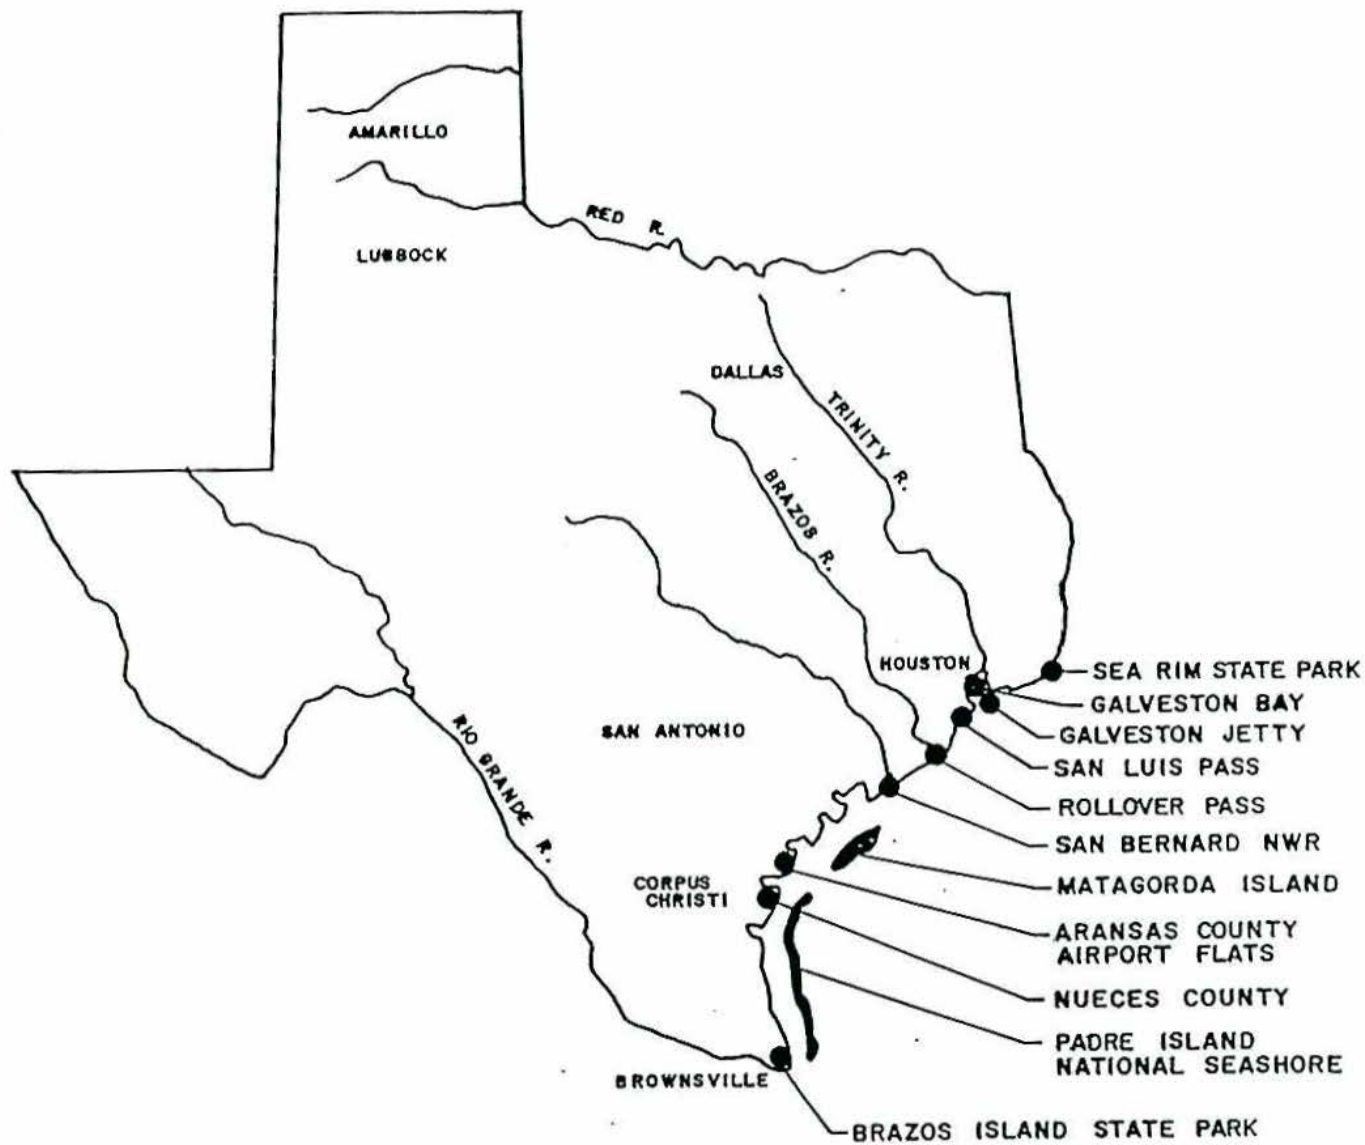 AMARILLO
LUBBOCK
RED R.
DALLAS
TRINITY R.
BRAZOS R.
HOUSTON
SAN ANTONIO
RIO GRANDE R.
CORPUS
CHRISTI
BROWNSVILLE
SEA RIM STATE PARK
GALVESTON BAY
GALVESTON JETTY
SAN LUIS PASS
ROLLOVER PASS
SAN BERNARD NWR
MATAGORDA ISLAND
ARANSAS COUNTY
AIRPORT FLATS
NUECES COUNTY
PADRE ISLAND
NATIONAL SEASHORE
BRAZOS ISLAND STATE PARK